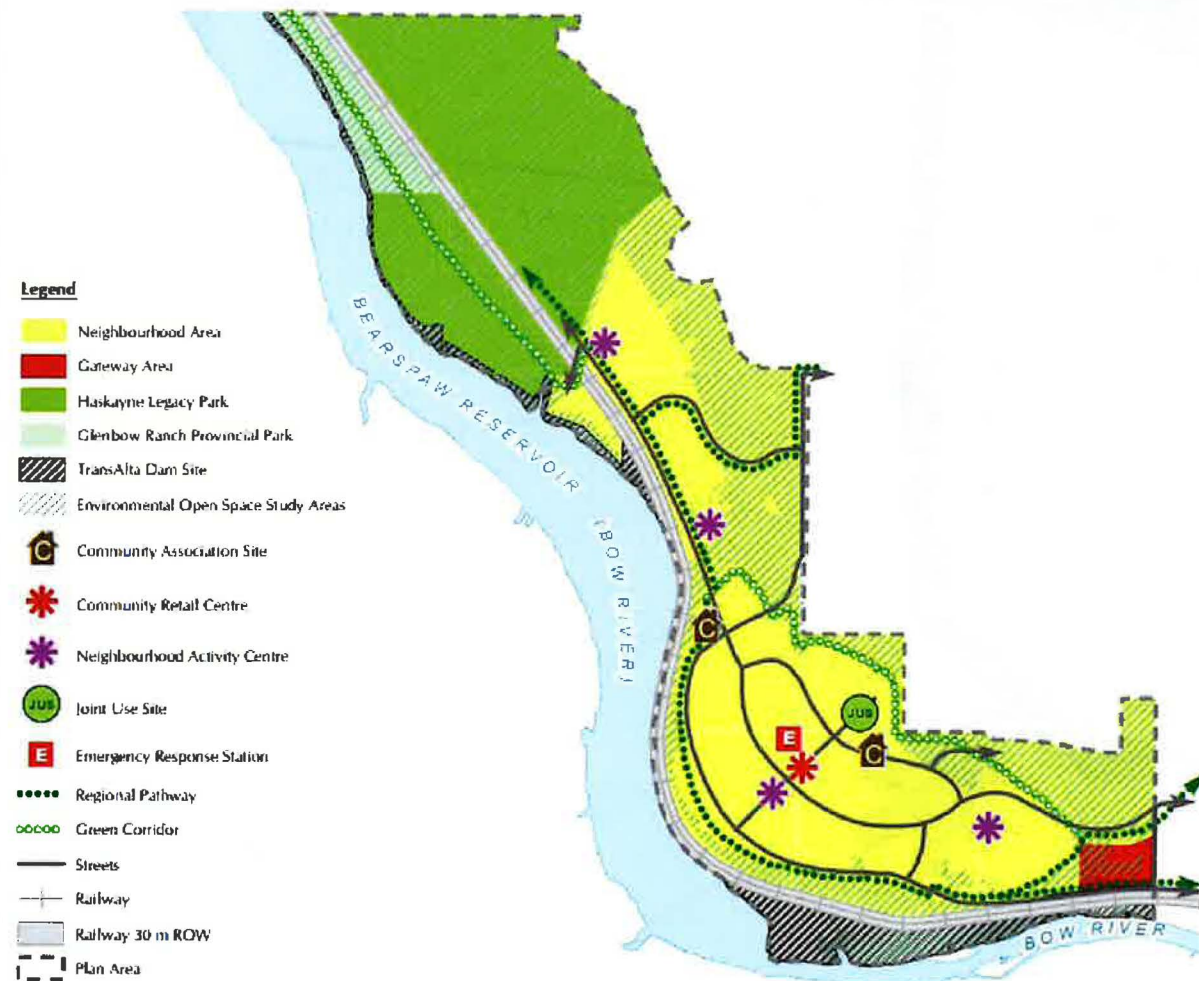 Legend
Neighbourhood Area
Gateway Area
Haskayne Legacy Park
Glenbow Ranch Provincial Park
TransAlta Dam Site
Environmental Open Space Study Areas
C
Community Association Site
Community Retail Centre
Neighbourhood Activity Centre
JUS
Joint Use Site
E
Emergency Response Station
Regional Pathway
Green Corridor
Streets
Railway
Railway 30 m ROW
Plan Area
BEARSPAW RESERVOIR
(BOW RIVER)
C
JUS
E
C
BOW RIVER